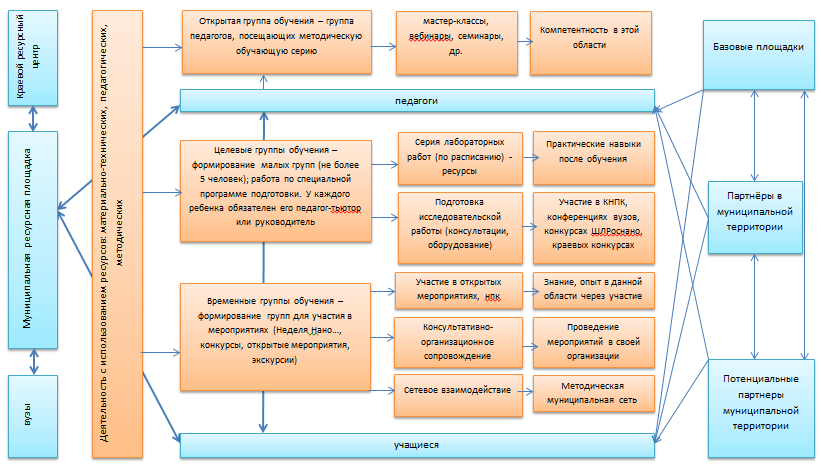 Краевой ресурсный
центр
Муниципальная ресурсная площадка
вузы
Деятельность с использованием ресурсов: материально-технических, педагогических,
методических
Открытая группа обучения – группа
педагогов, посещающих методическую
обучающую серию
мастер-классы,
вебинары, семинары,
др.
Компетентность в этой
области
педагоги
Целевые группы обучения –
формирование малых групп (не более
5 человек); работа по специальной
программе подготовки. У каждого
ребенка обязателен его педагог-тьютор
или руководитель
Серия лабораторных
работ (по расписанию) -
ресурсы
Практические навыки
после обучения
Подготовка
исследовательской
работы (консультации,
оборудование)
Участие в КНПК,
конференциях вузов,
конкурсах ШЛРоснано,
краевых конкурсах
Временные группы обучения –
формирование групп для участия в
мероприятиях (Неделя Нано…,
конкурсы, открытые мероприятия,
экскурсии)
Участие в открытых
мероприятиях, нпк
Знание, опыт в данной
области через участие
Консультативно-
организационное
сопровождение
Проведение
мероприятий в своей
организации
Сетевое взаимодействие
Методическая
муниципальная сеть
учащиеся
Базовые площадки
Партнёры в
муниципальной
территории
Потенциальные
партнеры
муниципальной
территории